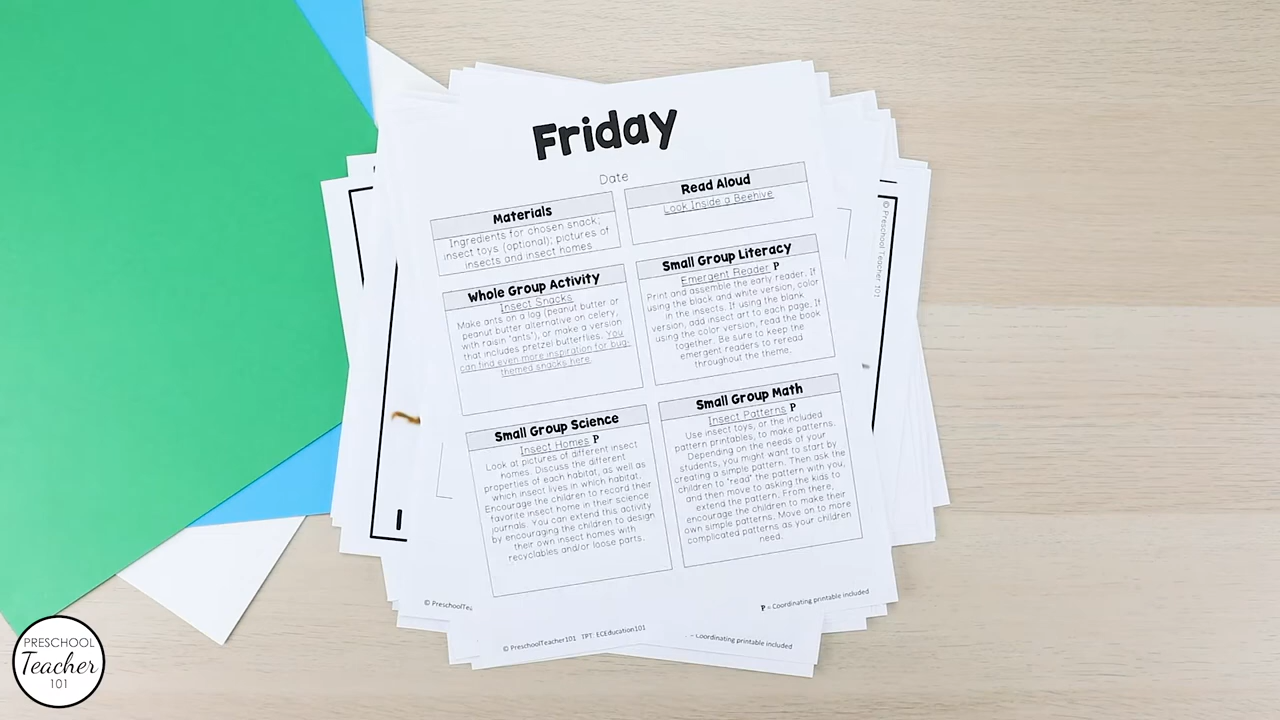 Friday
Date
Materials
Ingredients for chosen snack;
insect toys (optional); pictures of
insects and insect homes
Read Aloud
Look Inside a Beehive
Whole Group Activity
Insect Snacks
Make ants on a log (peanut butter or
peanut butter alternative on celery,
with raisin "ants"), or make a version
that includes pretzel butterflies. You
can find even more inspiration for bug-
themed snacks here.
Small Group Literacy
Emergent Reader P
Print and assemble the early reader. If
using the black and white version, color
in the insects. If using the blank
version, add insect art to each page. If
using the color version, read the book
together. Be sure to keep the
emergent readers to reread
throughout the theme.
Small Group Science
Insect Homes P
Look at pictures of different insect
homes. Discuss the different
properties of each habitat, as well as
which insect lives in which habitat.
Encourage the children to record their
favorite insect home in their science
journals. You can extend this activity
by encouraging the children to design
their own insect homes with
recyclables and/or loose parts.
Small Group Math
Insect Patterns P
Use insect toys, or the included
pattern printables, to make patterns.
Depending on the needs of your
students, you might want to start by
creating a simple pattern. Then ask the
children to "read" the pattern with you,
and then move to asking the kids to
extend the pattern. From there,
encourage the children to make their
own simple patterns. Move on to more
complicated patterns as your children
need.
P = Coordinating printable included
© PreschoolTea
© PreschoolTeacher101 TPT: ECEducation101
Coordinating printable included
© Preschool Teacher 101
PRESCHOOL
Teacher
101